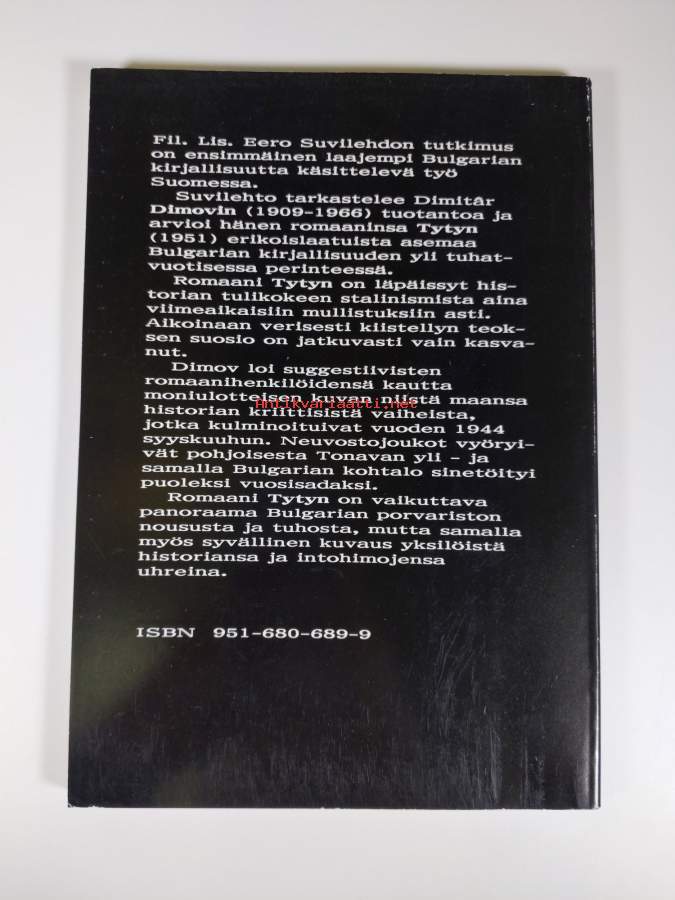 Fil. Lis. Eero Suvilehdon tutkimus
on ensimmäinen laajempi Bulgarian
kirjallisuutta käsittelevä työ
Suomessa.
Suvilehto tarkastelee Dimitâr
Dimovin (1909-1966) tuotantoa ja
arvioi hänen romaaninsa Tytyn
(1951) erikoislaatuista asemaa
Bulgarian kirjallisuuden yli tuhat-
vuotisessa perinteessä.
Romaani Tytyn on läpäissyt his-
torian tulikokeen stalinismista aina
viimeaikaisiin mullistuksiin asti.
Aikoinaan verisesti kiistellyn teok-
sen suosio on jatkuvasti vain kasva-
nut.
Dimov loi suggestiivisten
romaanihenkilöidensä kautta
moniulotteisen kuvan niistä maansa
Antikvariaatti.net
historian kriittisistä vaiheista,
jotka kulminoituivat vuoden 1944
syyskuuhun. Neuvostojoukot vyöryi-
vät pohjoisesta Tonavan yli - ja
samalla Bulgarian kohtalo sinetöityi
puoleksi vuosisadaksi.
Romaani Tytyn on vaikuttava
panoraama Bulgarian porvariston
noususta ja tuhosta, mutta samalla
myös syvällinen kuvaus yksilöistä
historiansa ja intohimojensa
uhreina.
ISBN 951-680-689-9